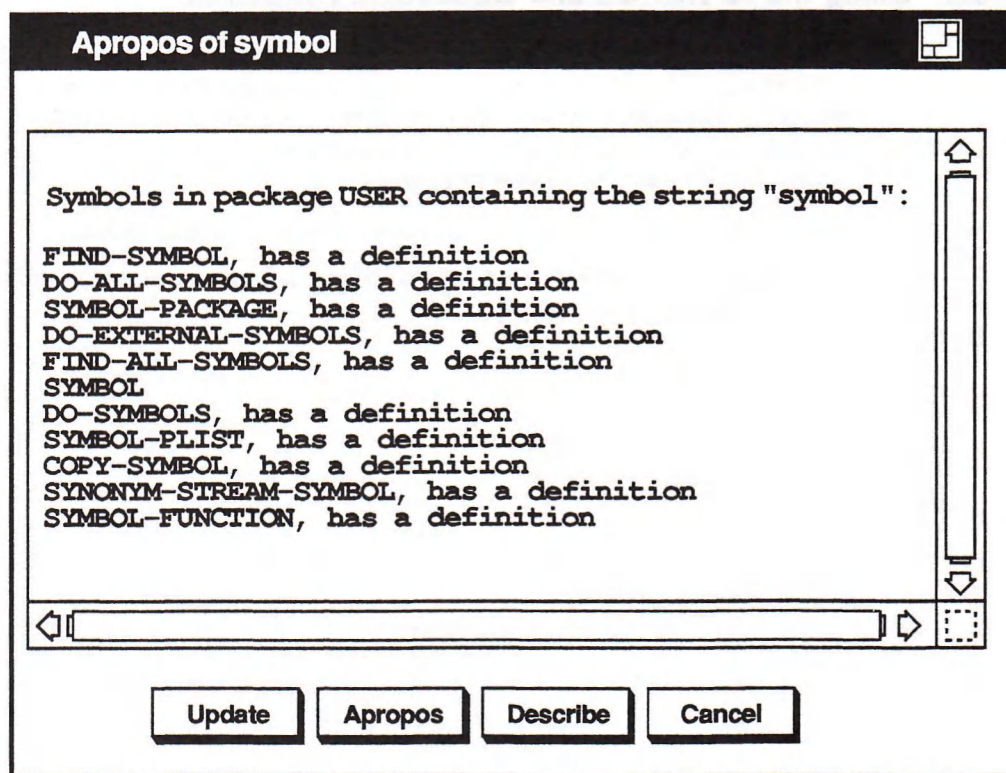 Apropos of symbol
Symbols in package USER containing the string "symbol":
FIND-SYMBOL, has a definition
DO-ALL-SYMBOLS, has a definition
SYMBOL-PACKAGE, has a definition
DO-EXTERNAL-SYMBOLS, has a definition
FIND-ALL-SYMBOLS, has a definition
SYMBOL
DO-SYMBOLS, has a definition
SYMBOL-PLIST, has a definition
COPY-SYMBOL, has a definition
SYNONYM-STREAM-SYMBOL, has a definition
SYMBOL-FUNCTION, has a definition
Update Apropos Describe Cancel